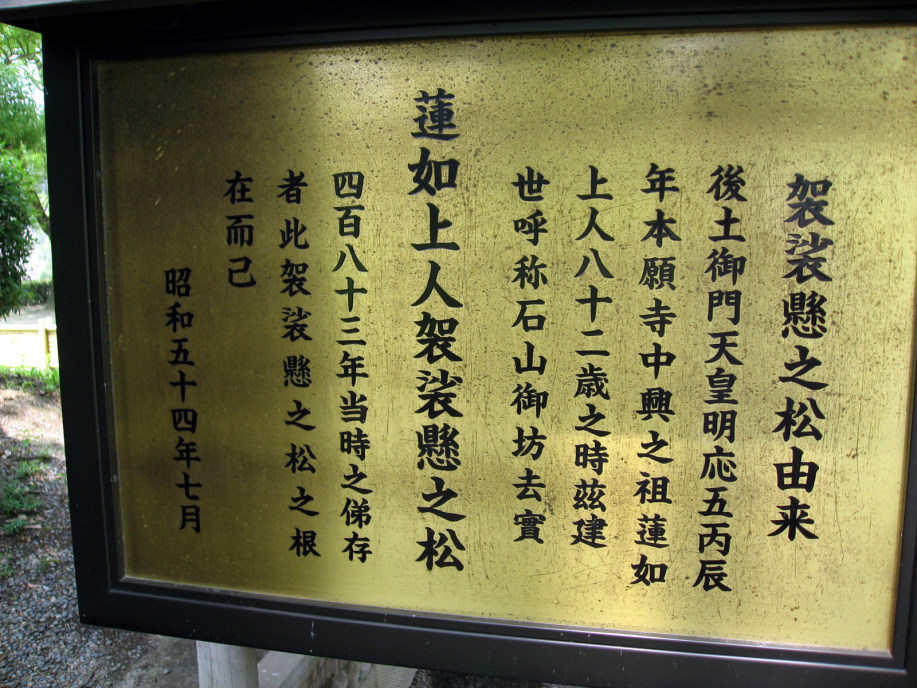 袈裟懸之松由来
後土御門天皇明応五丙辰
年本願寺中興之祖蓮如
上人八十二歳之時茲建
世呼称石山御坊去實
蓮如上人袈裟懸之松
四百八十三年当時之俤存
者此袈裟懸之松之根
在而己
昭和五十四年七月